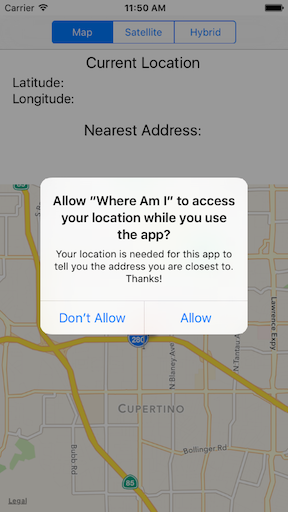 Carrier 11:50 AM
Map Satellite Hybrid
Current Location
Latitude:
Longitude:
Nearest Address:
85
Allow “Where Am I” to access
your location while you use
the app?
Your location is needed for this app to
tell you the address you are closest to.
Thanks!
Don’t Allow Allow
Lawrence Expy
280
N Blaney Ave
N Tantau Ave
CUPERTINO
Bollinger Rd
Bubb Rd
85
Legal